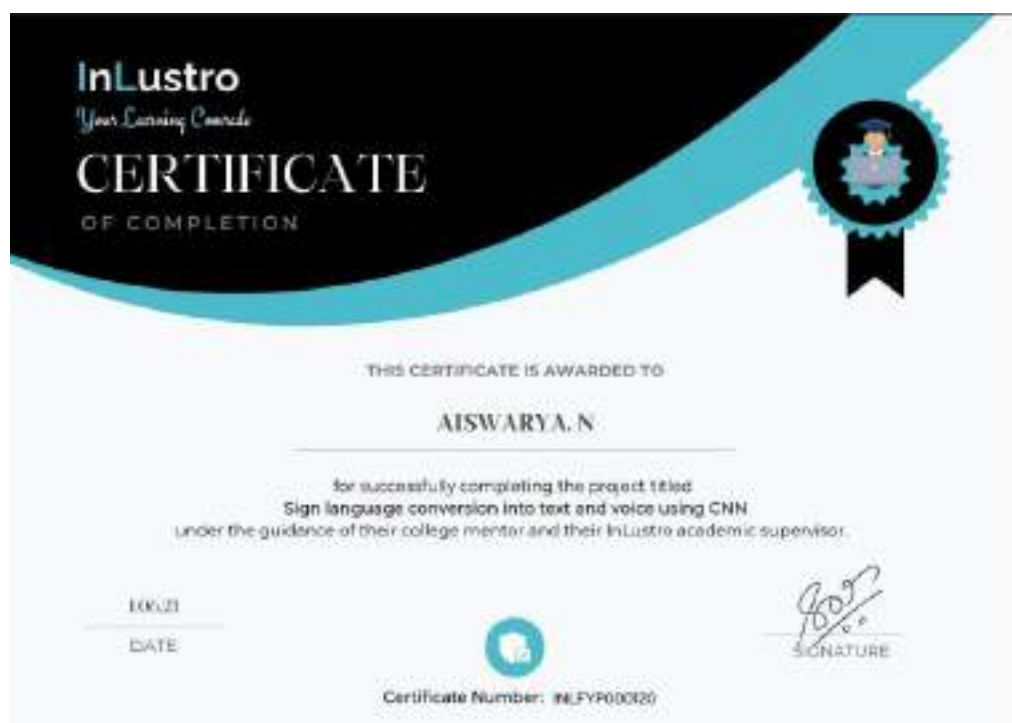 InLustro
Your Learning Comrade
CERTIFICATE
OF COMPLETION
THIS CERTIFICATE IS AWARDED TO
AISWARYA. N
for successfully completing the project titled
Sign language conversion into text and voice using CNN
under the guidance of their college mentor and their InLustro academic supervisor.
DATE
SIGNATURE
Certificate Number: